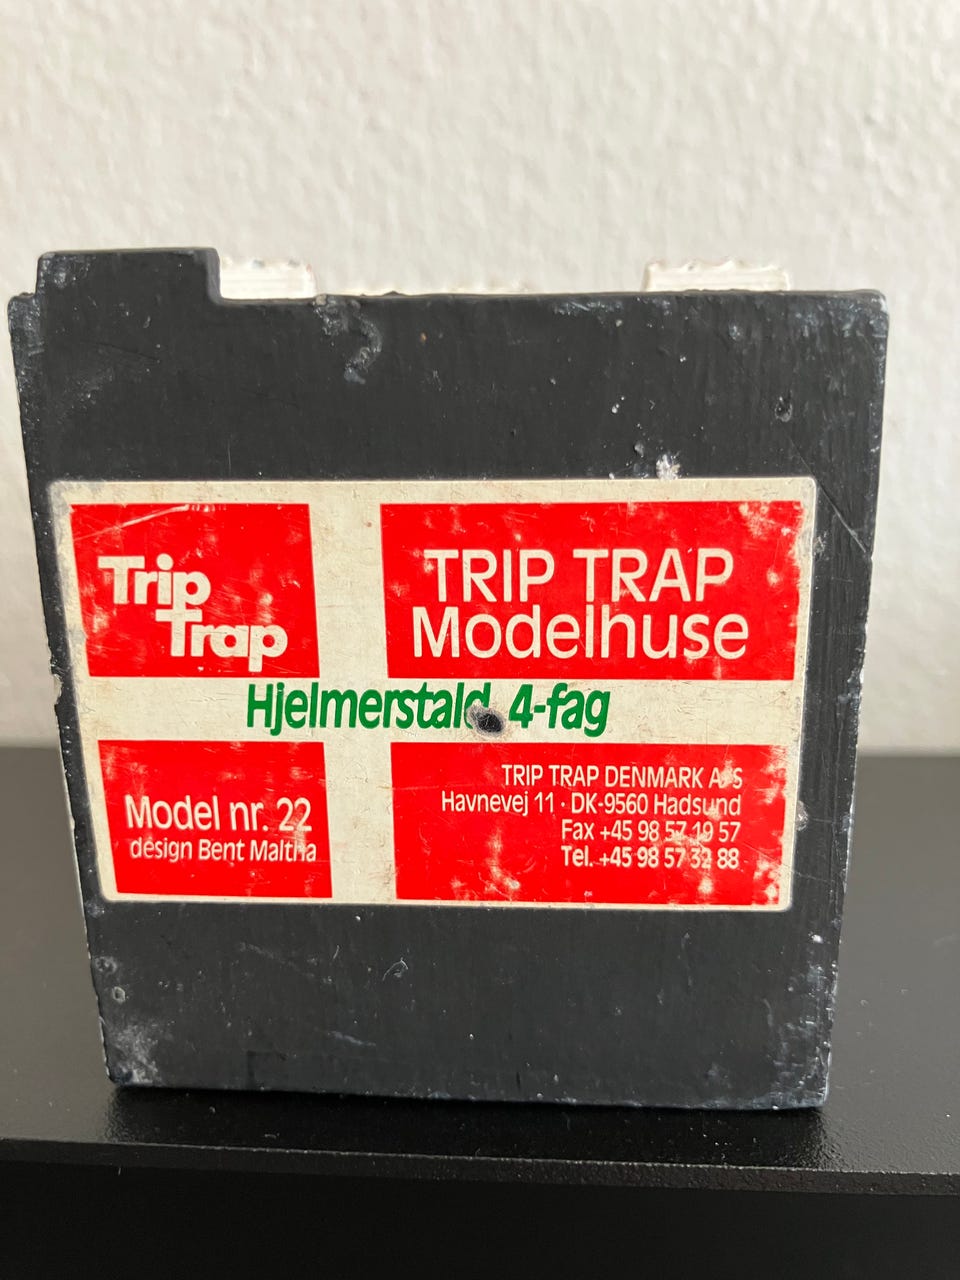 Trip
Trap
TRIP TRAP
Modelhuse
Hjelmerstald 4-fag
Model nr. 22
design Bent Maltha
TRIP TRAP DENMARK A/S
Havnevej 11 · DK-9560 Hadsund
Fax +45 98 57 19 57
Tel. +45 98 57 32 88